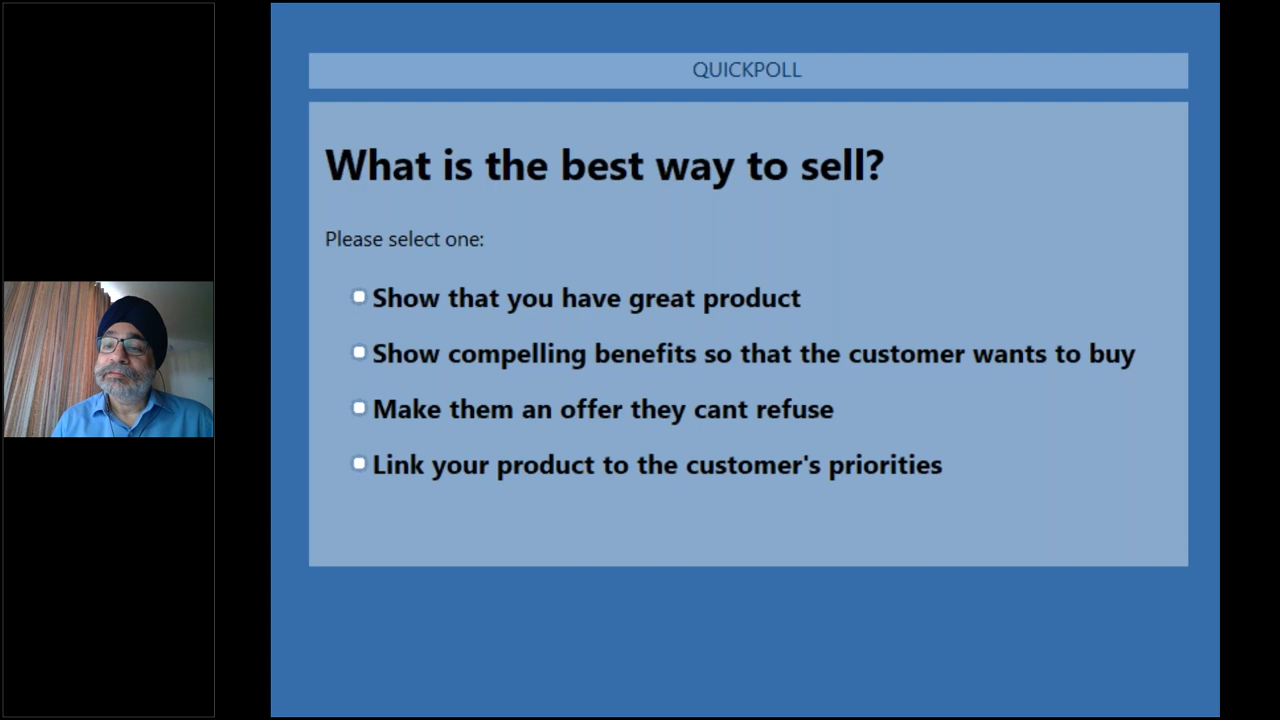 QUICKPOLL
What is the best way to sell?
Please select one:
Show that you have great product
Show compelling benefits so that the customer wants to buy
Make them an offer they cant refuse
Link your product to the customer's priorities